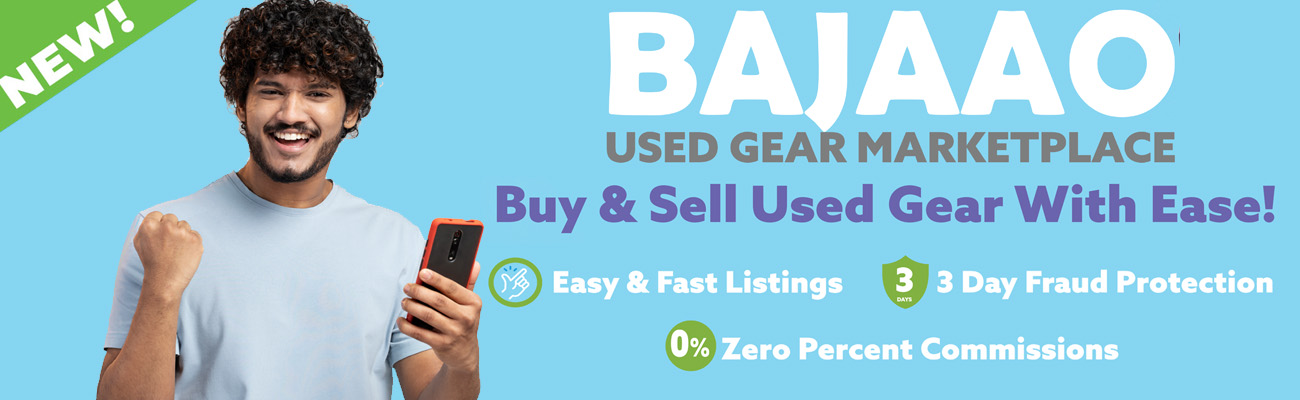 NEW!
BAJAAO
USED GEAR MARKETPLACE
Buy & Sell Used Gear With Ease!
Easy & Fast Listings
3
DAYS
3 Day Fraud Protection
0%
Zero Percent Commissions